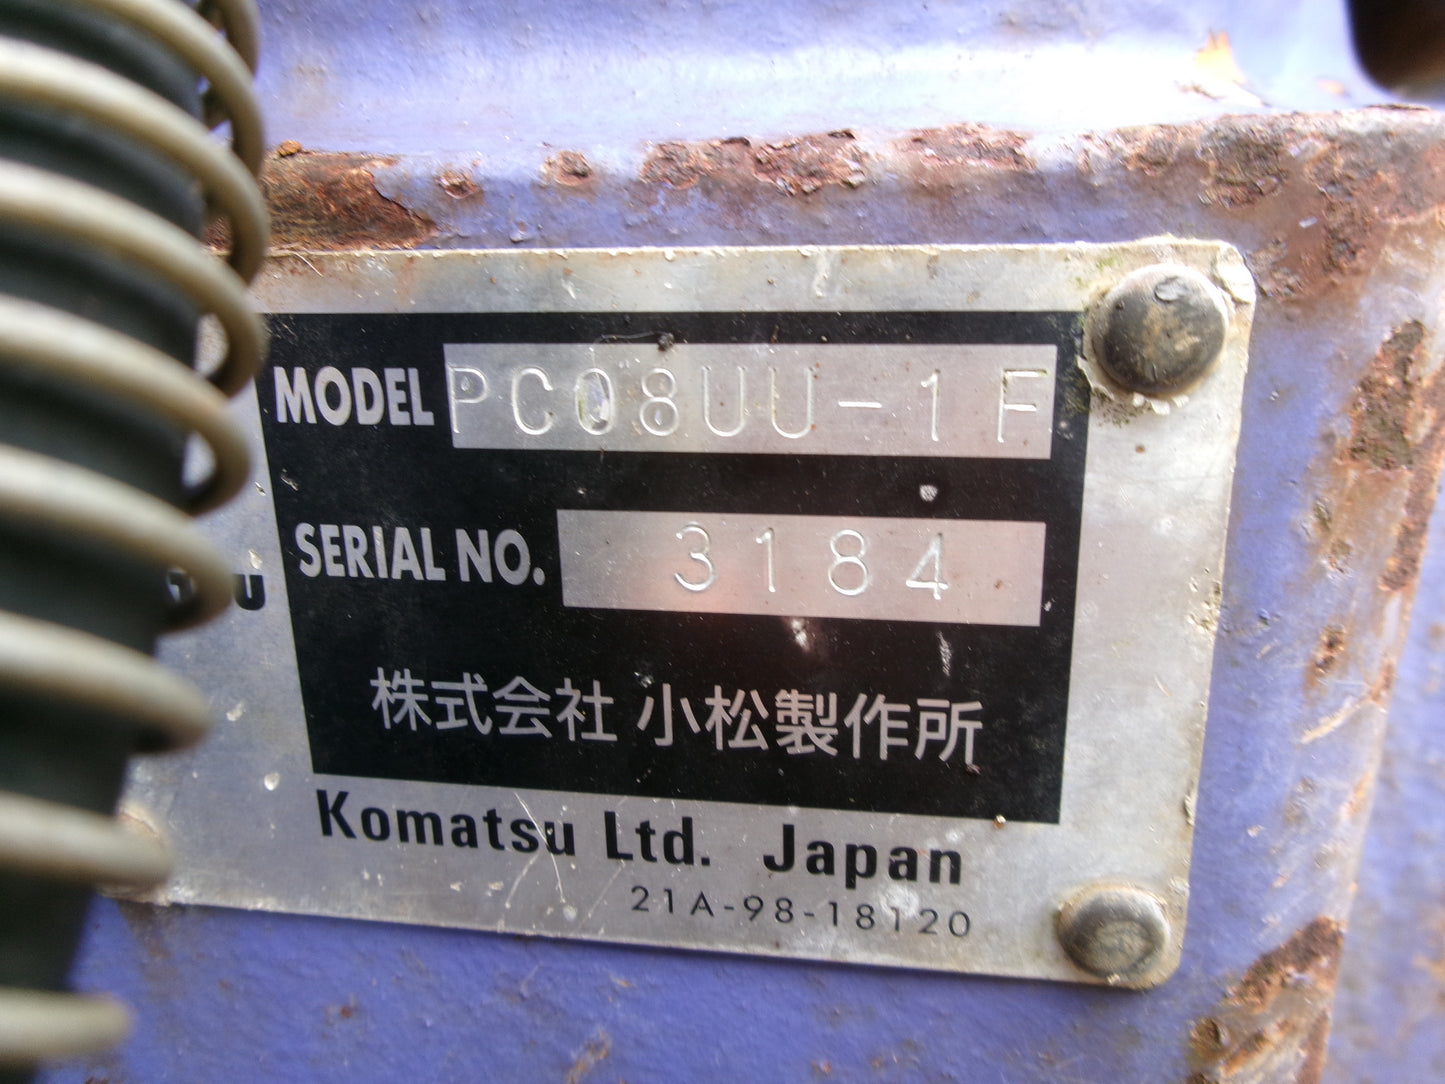 MODEL PC08UU-1F
SERIAL NO. 3184
株式会社 小松製作所
Komatsu Ltd. Japan
21A-98-18120